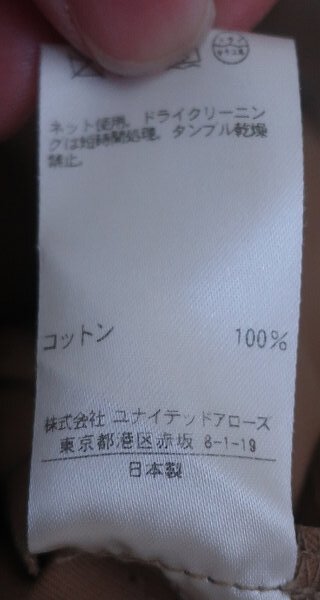 ネット使用。ドライクリーニン
グは短時間処理。タンブル乾燥
禁止。
コットン 100%
株式会社 ユナイテッドアローズ
東京都港区赤坂 8-1-19
日本製